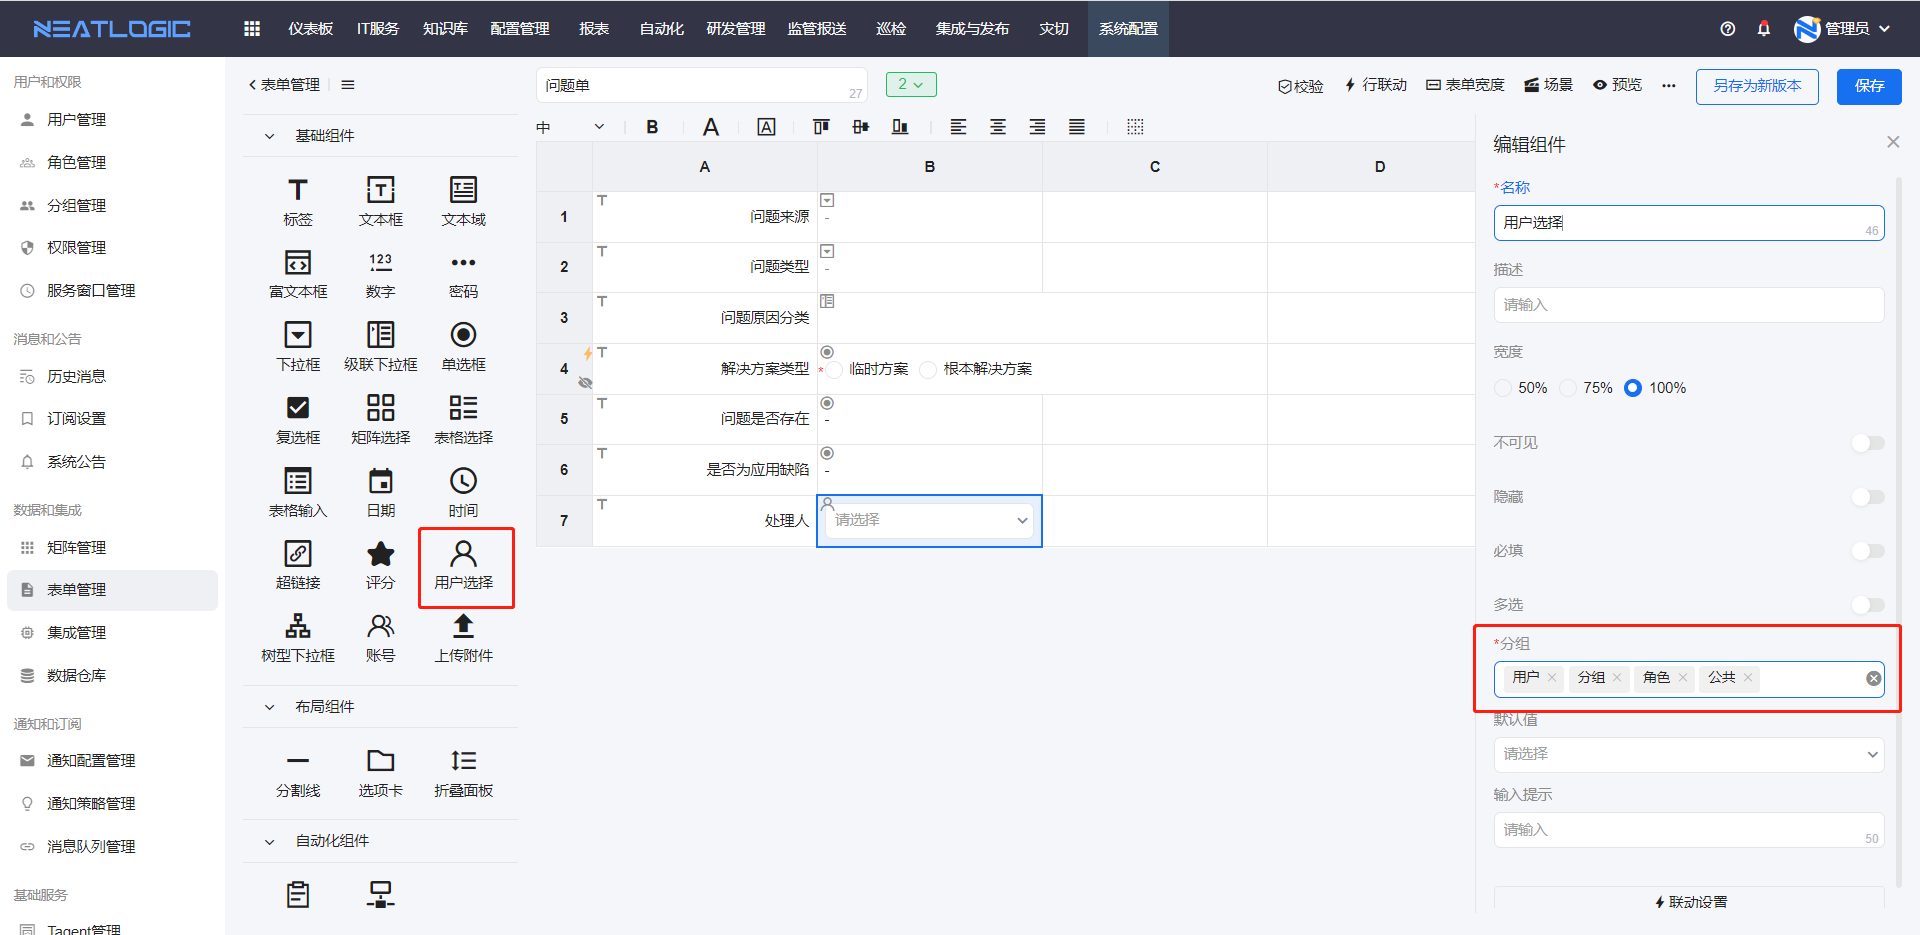 NEATLOGIC 仪表板 IT服务 知识库 配置管理 报表 自动化 研发管理 监管报送 巡检 集成与发布 灾切 系统配置 管理员
用户和权限
用户管理
角色管理
分组管理
权限管理
服务窗口管理
消息和公告
历史消息
订阅设置
系统公告
数据和集成
矩阵管理
表单管理
集成管理
数据仓库
通知和订阅
通知配置管理
通知策略管理
消息队列管理
基础服务
Tagent管理
表单管理
基础组件
标签 文本框 文本域
富文本框 数字 密码
下拉框 级联下拉框 单选框
复选框 矩阵选择 表格选择
表格输入 日期 时间
超链接 评分 用户选择
树型下拉框 账号 上传附件
布局组件
分割线 选项卡 折叠面板
自动化组件
问题单 27 2 校验 行联动 表单宽度 场景 预览 ··· 另存为新版本 保存
中 B A A
A B C D
1 问题来源 -
2 问题类型 -
3 问题原因分类
4 解决方案类型 * 临时方案 根本解决方案
5 问题是否存在 -
6 是否为应用缺陷 -
7 处理人 请选择
编辑组件
*名称
用户选择 46
描述
请输入
宽度
50% 75% 100%
不可见
隐藏
必填
多选
*分组
用户 分组 角色 公共
默认值
请选择
输入提示
请输入 50
联动设置